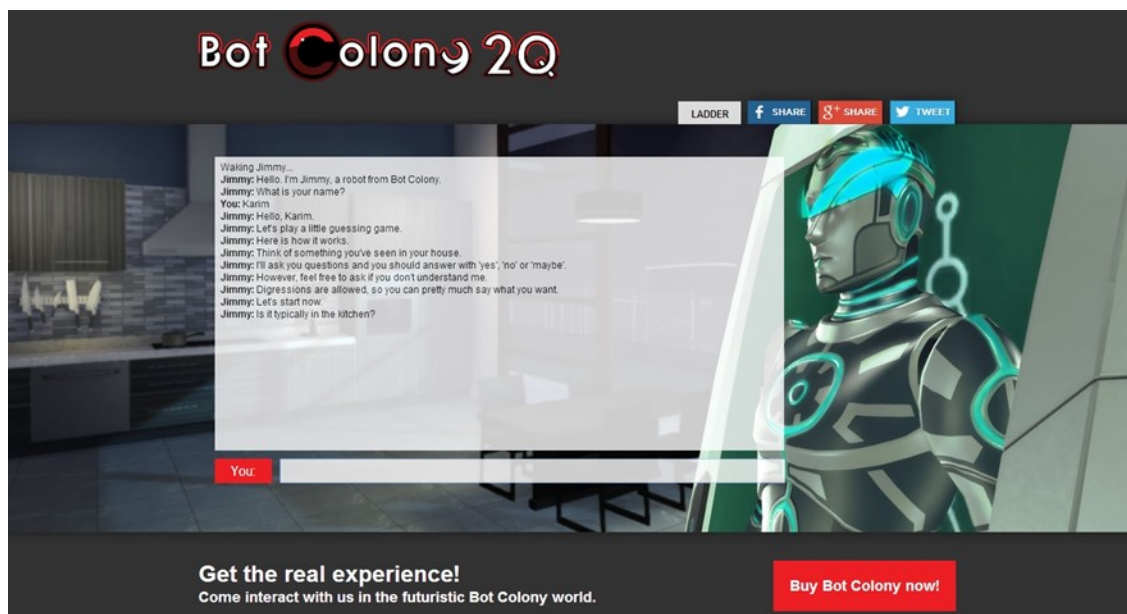 Bot Colony 2Q
LADDER
f SHARE
g+ SHARE
TWEET
Waking Jimmy...
Jimmy: Hello. I'm Jimmy, a robot from Bot Colony.
Jimmy: What is your name?
You: Karim
Jimmy: Hello, Karim.
Jimmy: Let's play a little guessing game.
Jimmy: Here is how it works.
Jimmy: Think of something you've seen in your house.
Jimmy: I'll ask you questions and you should answer with 'yes', 'no' or 'maybe'.
Jimmy: However, feel free to ask if you don't understand me.
Jimmy: Digressions are allowed, so you can pretty much say what you want.
Jimmy: Let's start now.
Jimmy: Is it typically in the kitchen?
You:
Get the real experience!
Come interact with us in the futuristic Bot Colony world.
Buy Bot Colony now!